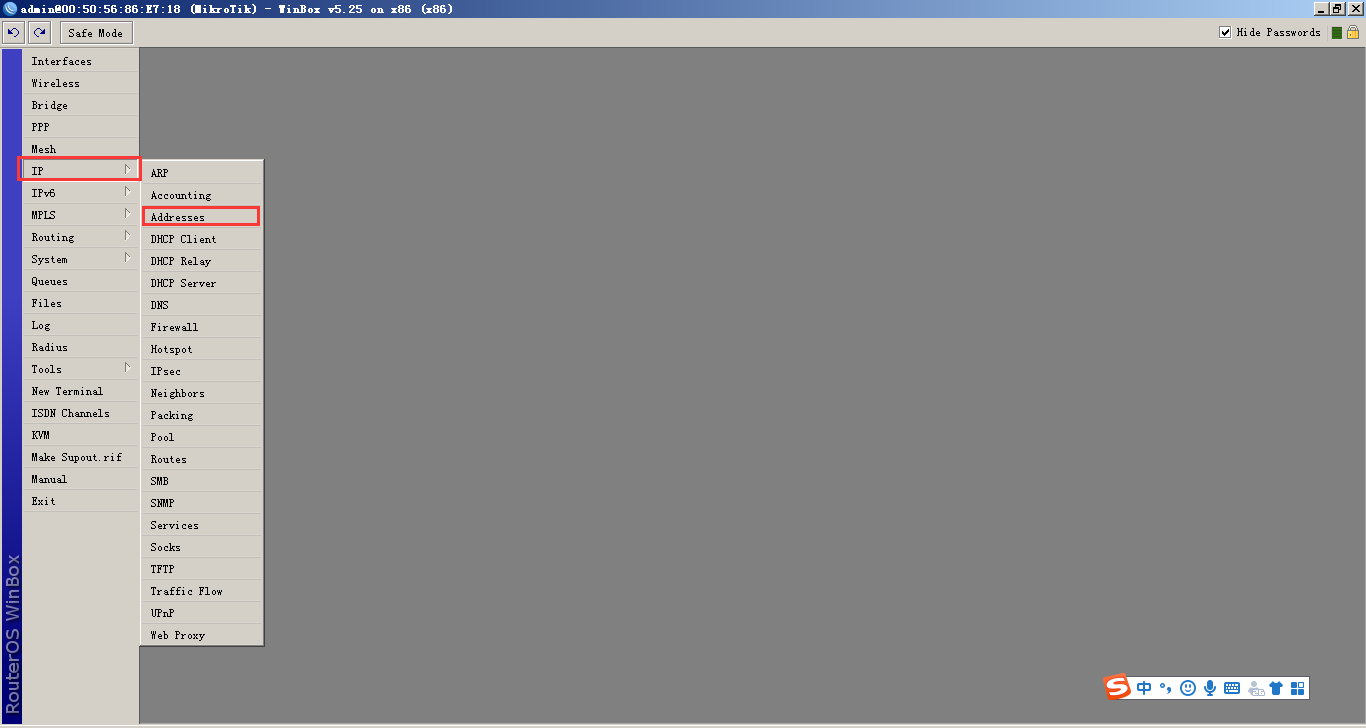 admin@00:50:56:86:E7:18 (MikroTik) - WinBox v5.25 on x86 (x86)
Safe Mode
Hide Passwords
Interfaces
Wireless
Bridge
PPP
Mesh
IP
IPv6
MPLS
Routing
System
Queues
Files
Log
Radius
Tools
New Terminal
ISDN Channels
KVM
Make Supout.rif
Manual
Exit
ARP
Accounting
Addresses
DHCP Client
DHCP Relay
DHCP Server
DNS
Firewall
Hotspot
IPsec
Neighbors
Packing
Pool
Routes
SMB
SNMP
Services
Socks
TFTP
Traffic Flow
UPnP
Web Proxy
RouterOS WinBox
S 中 °,